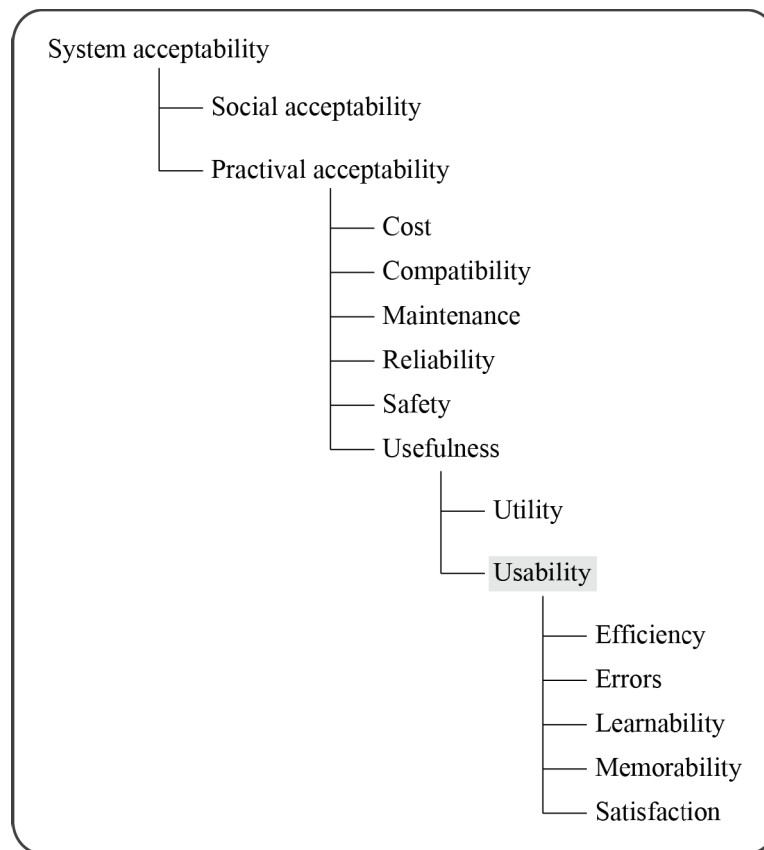 System acceptability
Social acceptability
Practival acceptability
Cost
Compatibility
Maintenance
Reliability
Safety
Usefulness
Utility
Usability
Efficiency
Errors
Learnability
Memorability
Satisfaction